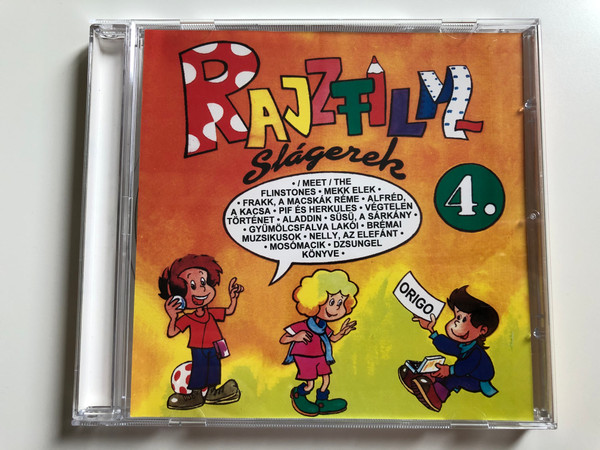 RAJZFILM
Slágerek
• / MEET / THE
FLINSTONES • MEKK ELEK •
• FRAKK, A MACSKÁK RÉME • ALFRÉD,
A KACSA • PIF ÉS HERKULES • VÉGTELEN
TÖRTÉNET • ALADDIN • SÜSÜ, A SÁRKÁNY •
• GYÜMÖLCSFALVA LAKÓI • BRÉMAI
MUZSIKUSOK • NELLY, AZ ELEFÁNT •
• MOSÓMACIK • DZSUNGEL
KÖNYVE •
4.
ORIGO